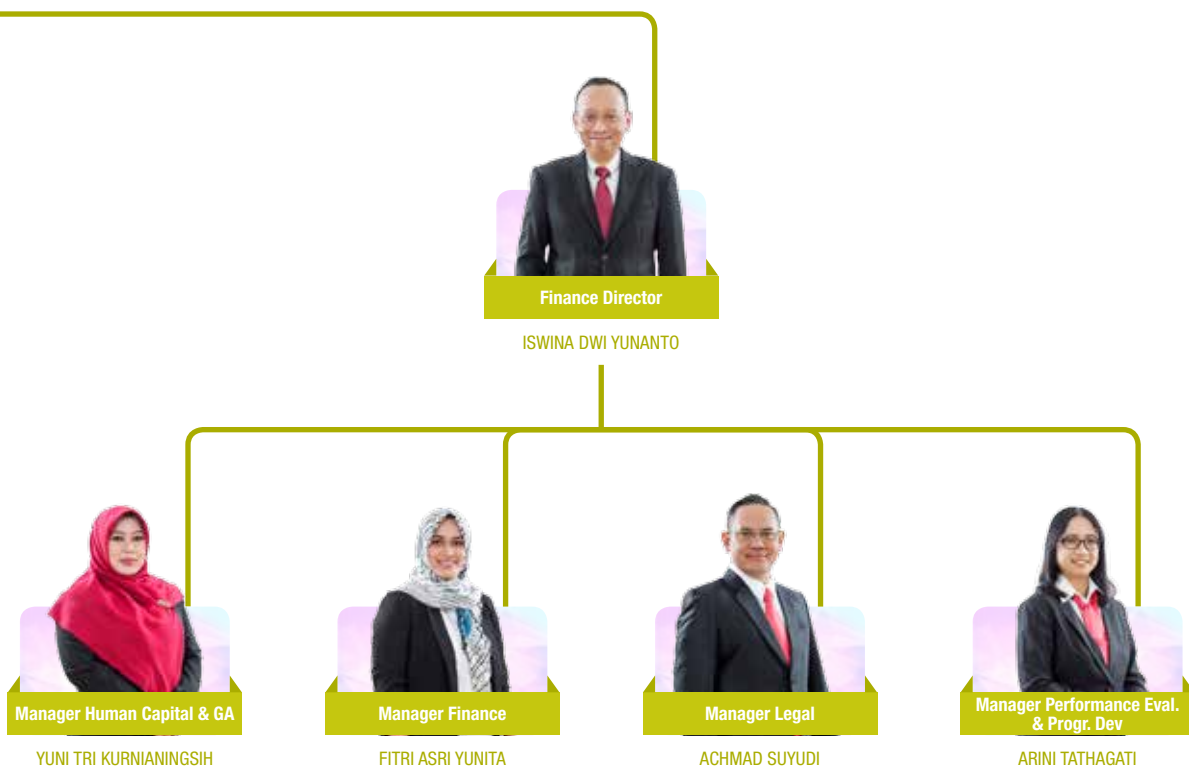 Finance Director
ISWINA DWI YUNANTO
Manager Human Capital & GA
YUNI TRI KURNIANINGSIH
Manager Finance
FITRI ASRI YUNITA
Manager Legal
ACHMAD SUYUDI
Manager Performance Eval.
& Progr. Dev
ARINI TATHAGATI